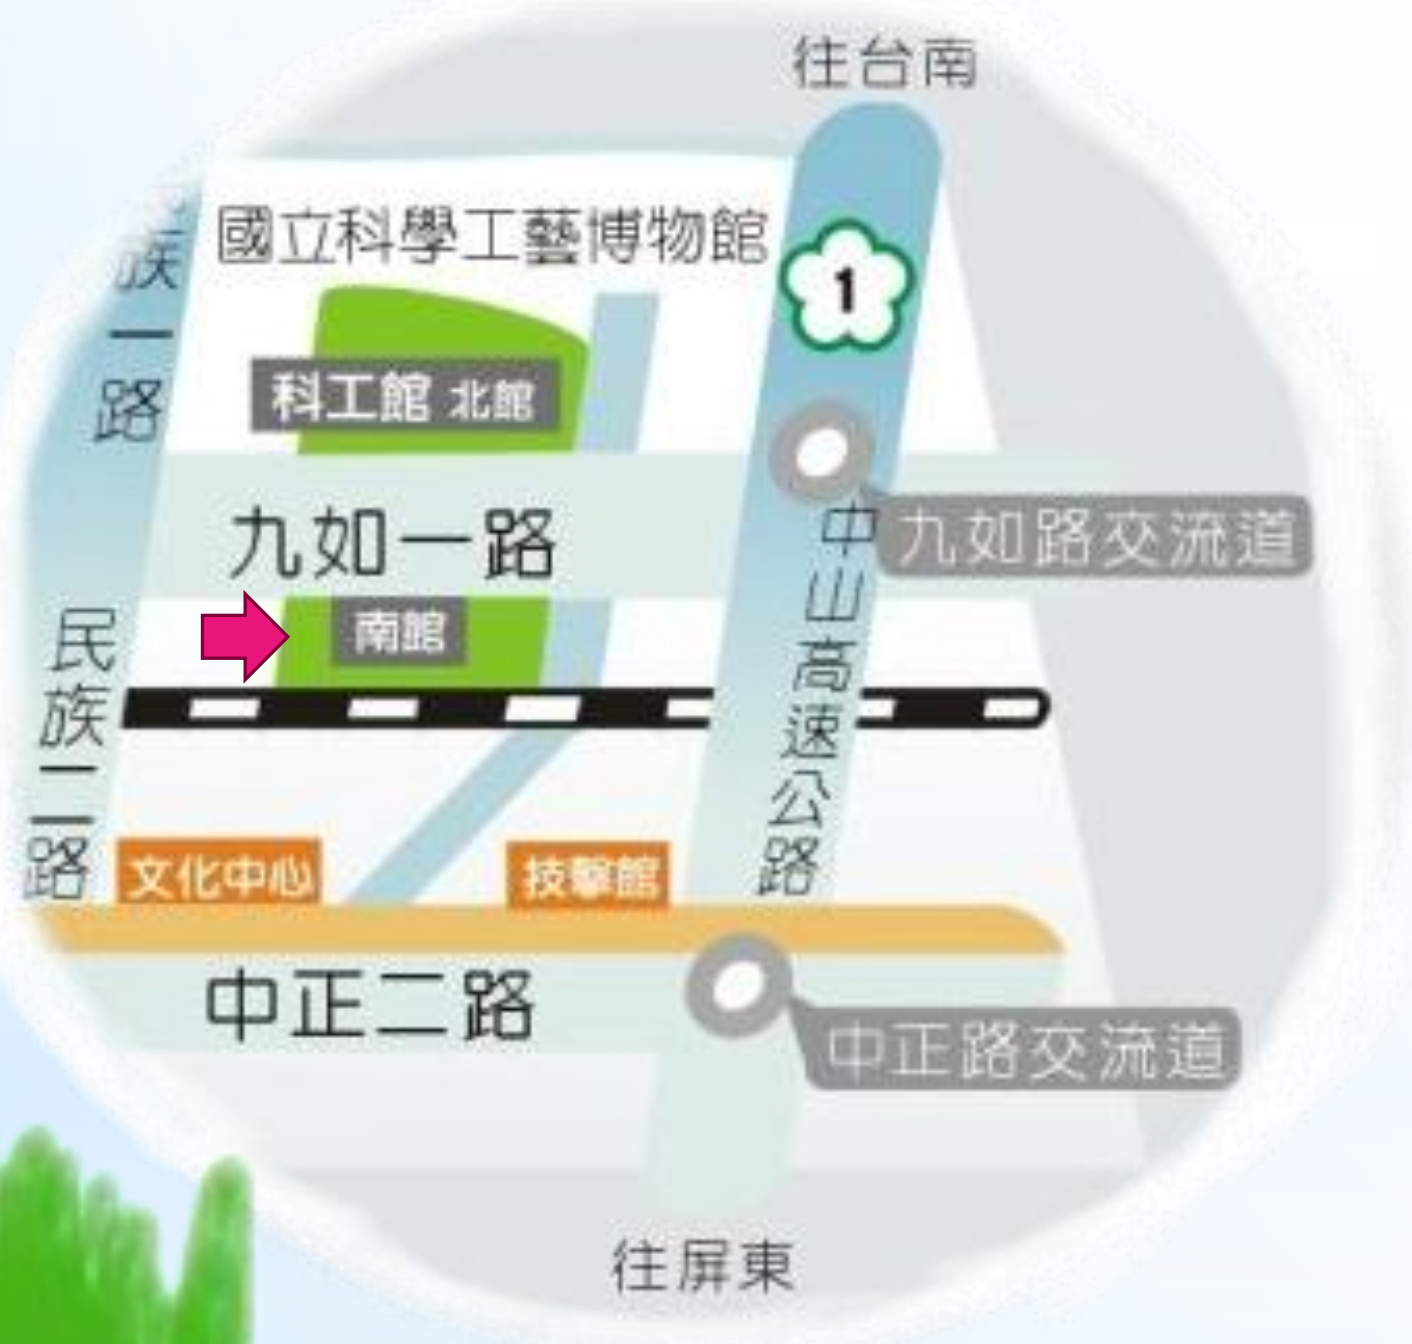 往台南
國立科學工藝博物館
1
民族一路
科工館 北館
九如一路
九如路交流道
中山高速公路
南館
民族二路
文化中心
技擊館
中正二路
中正路交流道
往屏東